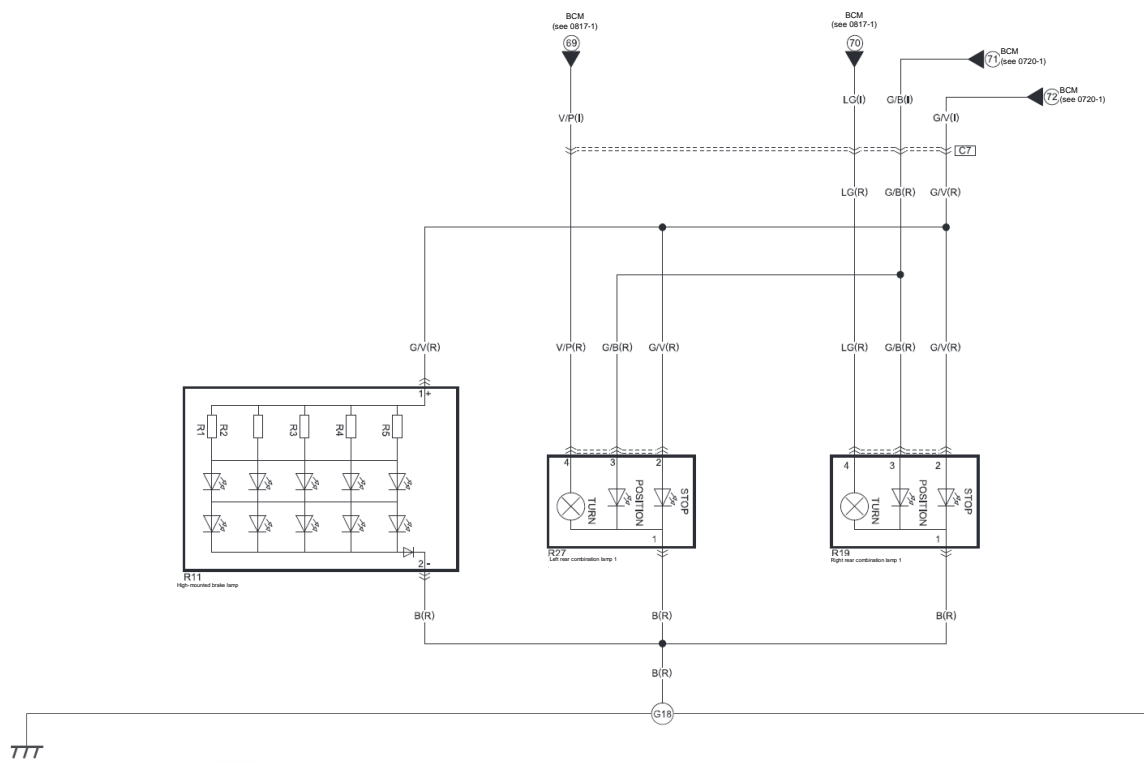 BCM
(see 0817-1)
69
BCM
(see 0817-1)
70
71
BCM
(see 0720-1)
72
BCM
(see 0720-1)
V/P(I)
LG(I)
G/B(I)
G/V(I)
C7
LG(R)
G/B(R)
G/V(R)
G/V(R)
V/P(R)
G/B(R)
G/V(R)
LG(R)
G/B(R)
G/V(R)
1 +
R1
R2
R3
R4
R5
2 -
R11
High-mounted brake lamp
4
3
2
TURN
POSITION
STOP
1
R27
Left rear combination lamp 1
4
3
2
TURN
POSITION
STOP
1
R19
Right rear combination lamp 1
B(R)
B(R)
B(R)
B(R)
G18